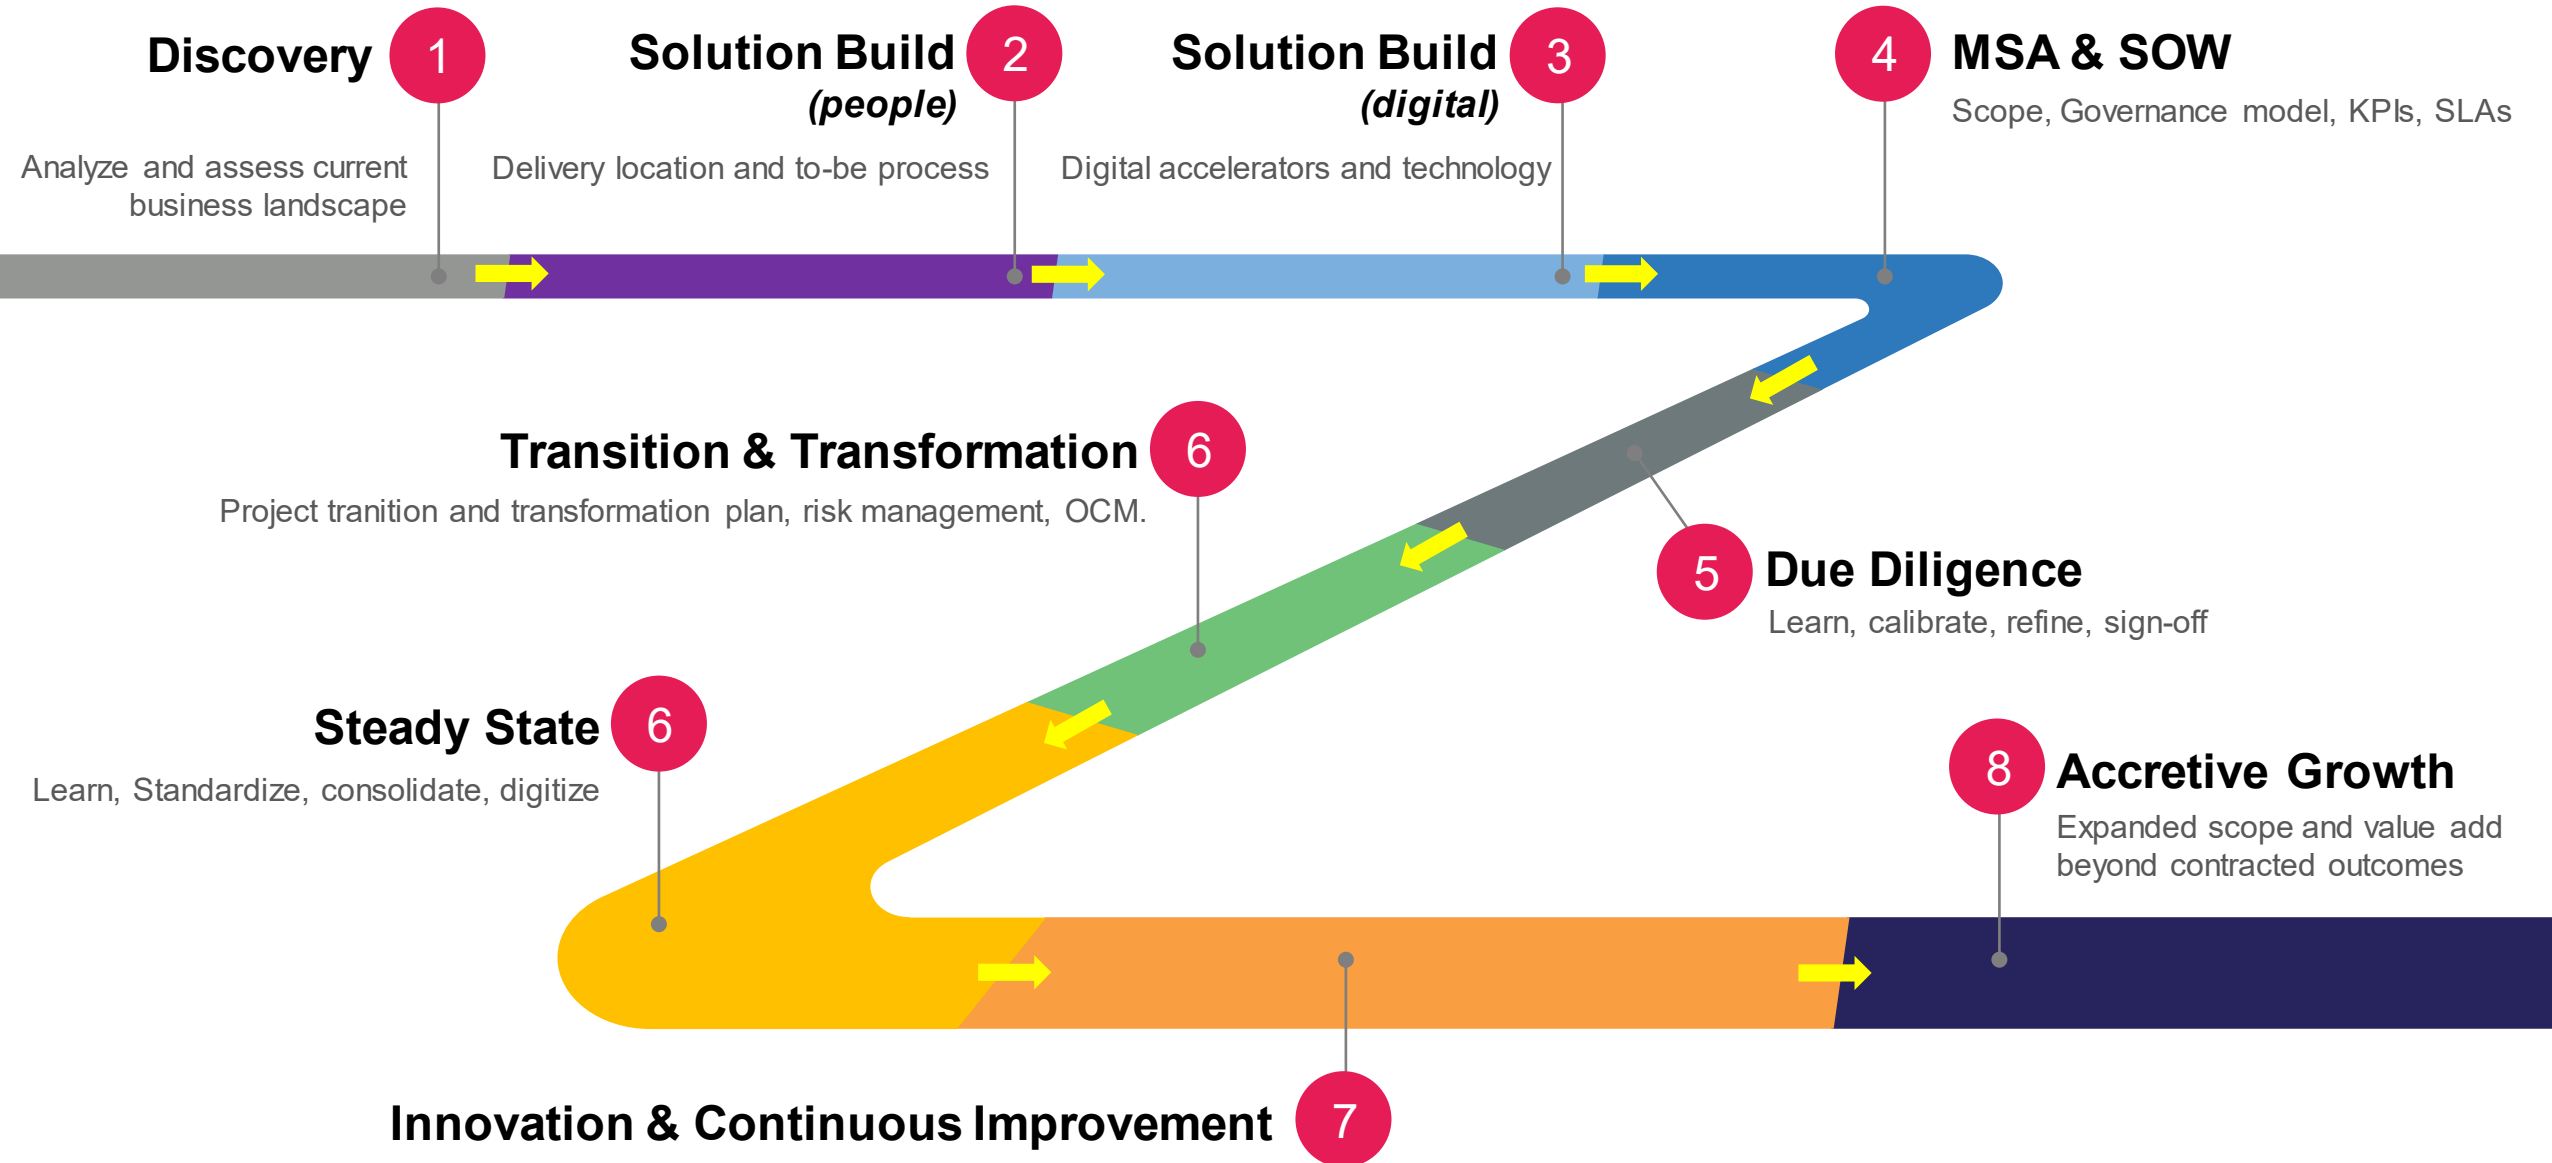 Discovery
1
Analyze and assess current
business landscape
Solution Build
(people)
2
Delivery location and to-be process
Solution Build
(digital)
3
Digital accelerators and technology
4
MSA & SOW
Scope, Governance model, KPIs, SLAs
5
Due Diligence
Learn, calibrate, refine, sign-off
Transition & Transformation
6
Project tranition and transformation plan, risk management, OCM.
Steady State
6
Learn, Standardize, consolidate, digitize
Innovation & Continuous Improvement
7
8
Accretive Growth
Expanded scope and value add
beyond contracted outcomes